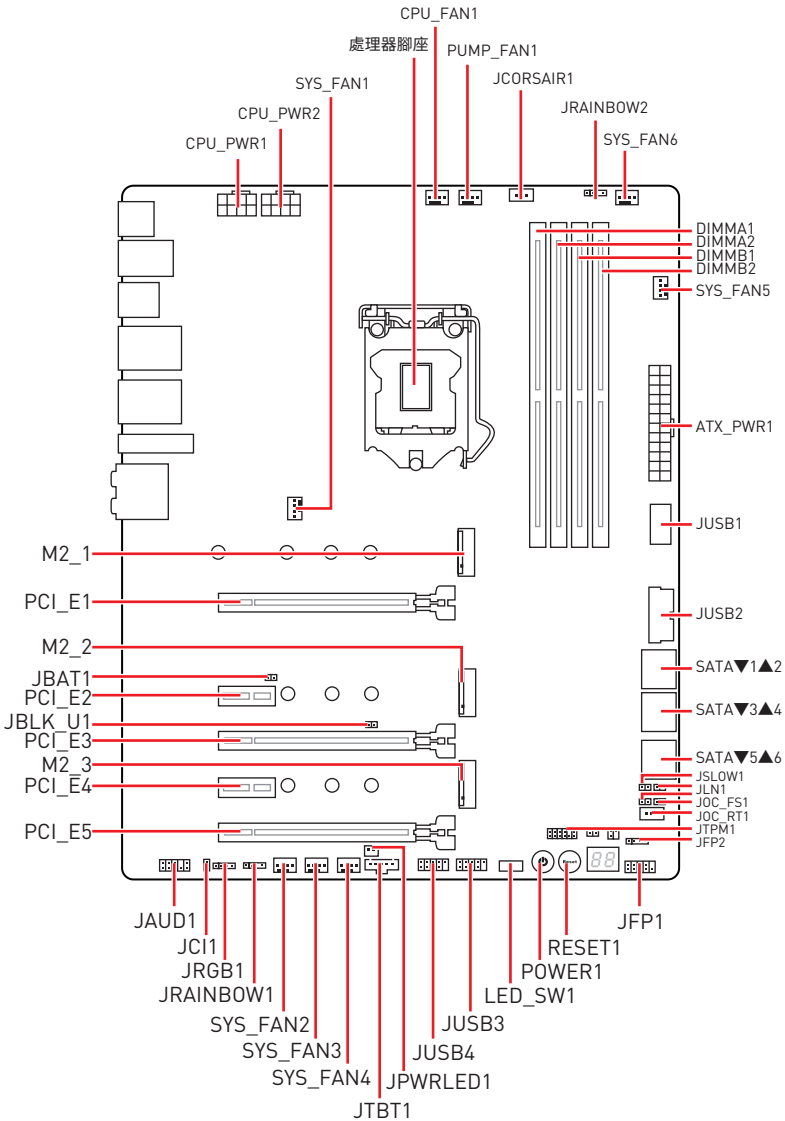 CPU_FAN1
處理器腳座
PUMP_FAN1
SYS_FAN1
JCORSAIR1
CPU_PWR2
JRAINBOW2
CPU_PWR1
SYS_FAN6
DIMMA1
DIMMA2
DIMMB1
DIMMB2
SYS_FAN5
ATX_PWR1
JUSB1
M2_1
PCI_E1
JUSB2
M2_2
SATA▼1▲2
JBAT1
PCI_E2
SATA▼3▲4
JBLK_U1
PCI_E3
SATA▼5▲6
M2_3
JSLOW1
PCI_E4
JLN1
JOC_FS1
JOC_RT1
JTPM1
PCI_E5
JFP2
Reset
88
JAUD1
JFP1
JCI1
RESET1
JRGB1
POWER1
JRAINBOW1
LED_SW1
SYS_FAN2
JUSB3
SYS_FAN3
JUSB4
SYS_FAN4
JPWRLED1
JTBT1